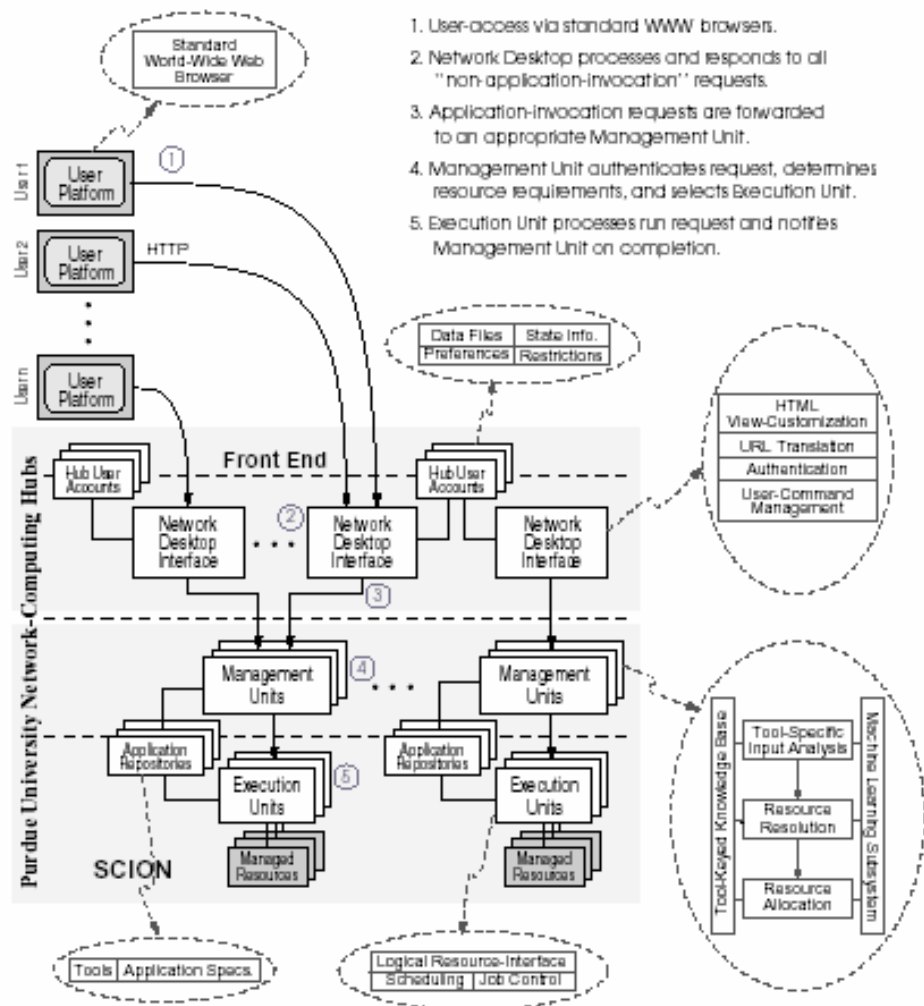 Standard
World-Wide Web
Browser
1. User-access via standard WWW browsers.
2. Network Desktop processes and responds to all
"non-application-invocation" requests.
3. Application-invocation requests are forwarded
to an appropriate Management Unit.
4. Management Unit authenticates request, determines
resource requirements, and selects Execution Unit.
5. Execution Unit processes run request and notifies
Management Unit on completion.
User1
User
Platform
1
User2
User
Platform
HTTP
Usern
User
Platform
Data Files
State Info.
Preferences
Restrictions
HTML
View-Customization
URL Translation
Authentication
User-Command
Management
Purdue University Network-Computing Hubs
Front End
Hub User
Accounts
Hub User
Accounts
Network
Desktop
Interface
2
Network
Desktop
Interface
Network
Desktop
Interface
3
Management
Units
4
Management
Units
Application
Repositories
Application
Repositories
Execution
Units
5
Execution
Units
Managed
Resources
Managed
Resources
SCION
Tool-Keyed Knowledge Base
Tool-Specific
Input Analysis
Resource
Resolution
Resource
Allocation
Machine Learning Subsystem
Tools
Application Specs.
Logical Resource-Interface
Scheduling
Job Control